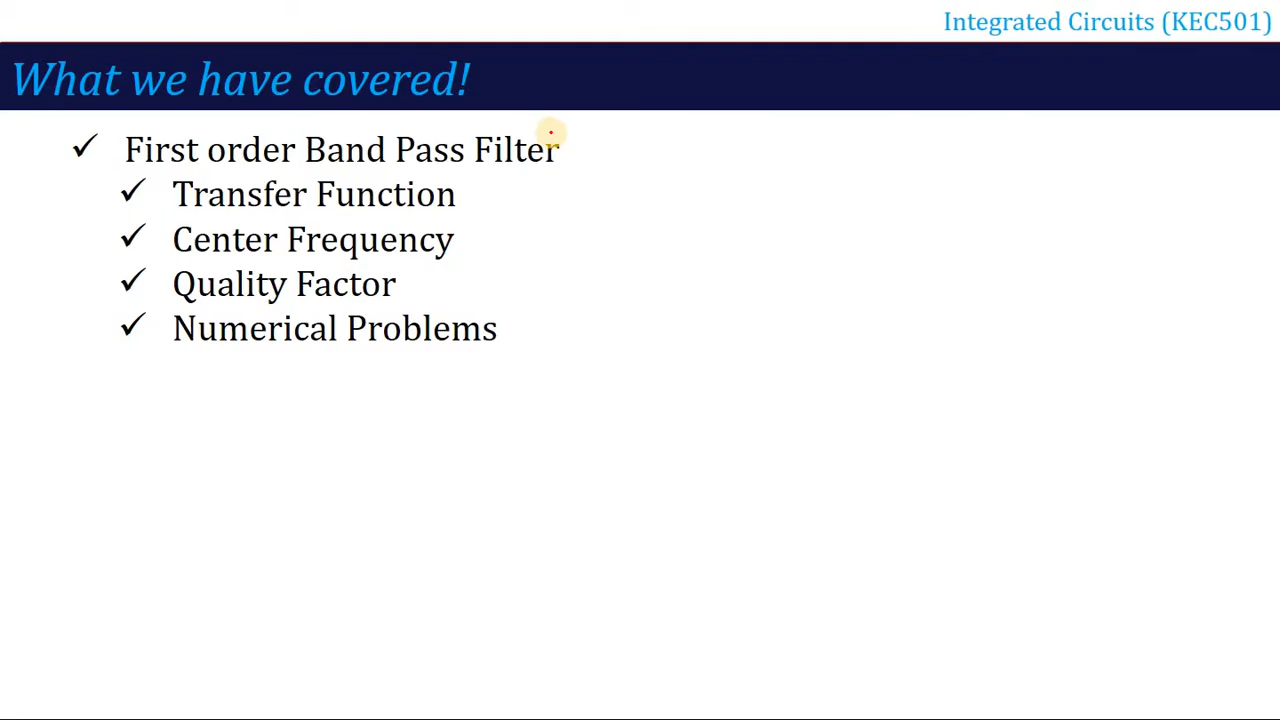 Integrated Circuits (KEC501)
What we have covered!
✓ First order Band Pass Filter
✓ Transfer Function
✓ Center Frequency
✓ Quality Factor
✓ Numerical Problems